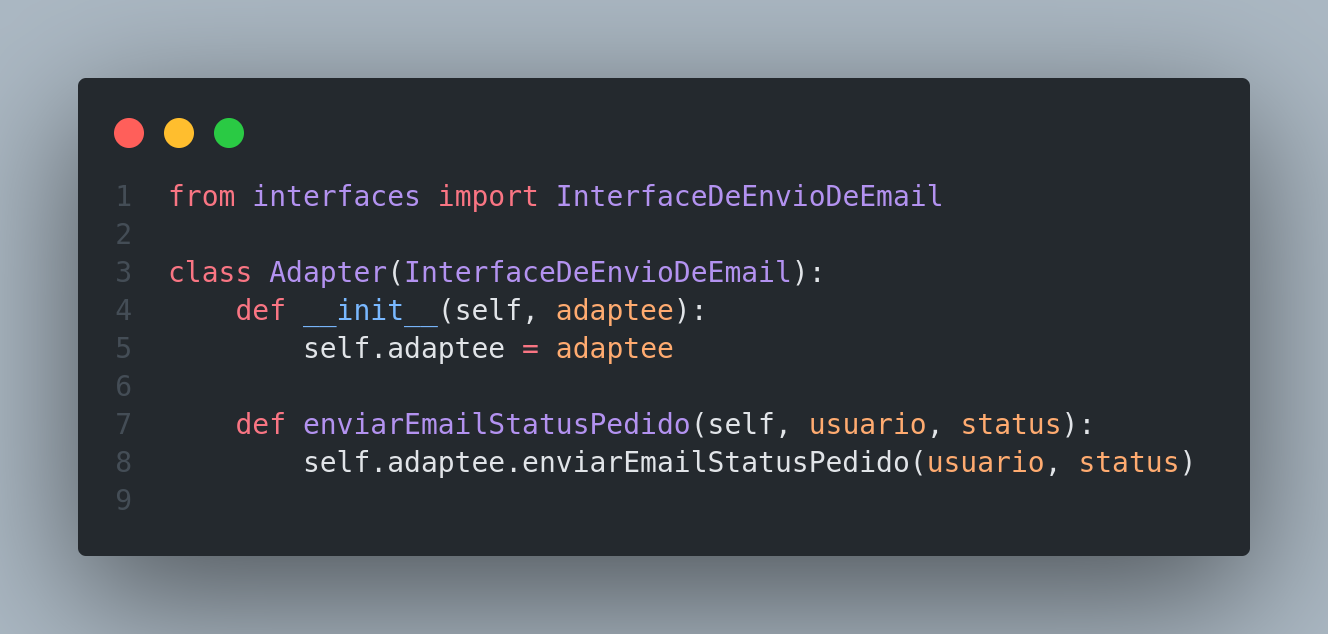 1 from interfaces import InterfaceDeEnvioDeEmail
2
3 class Adapter(InterfaceDeEnvioDeEmail):
4     def __init__(self, adaptee):
5         self.adaptee = adaptee
6
7     def enviarEmailStatusPedido(self, usuario, status):
8         self.adaptee.enviarEmailStatusPedido(usuario, status)
9